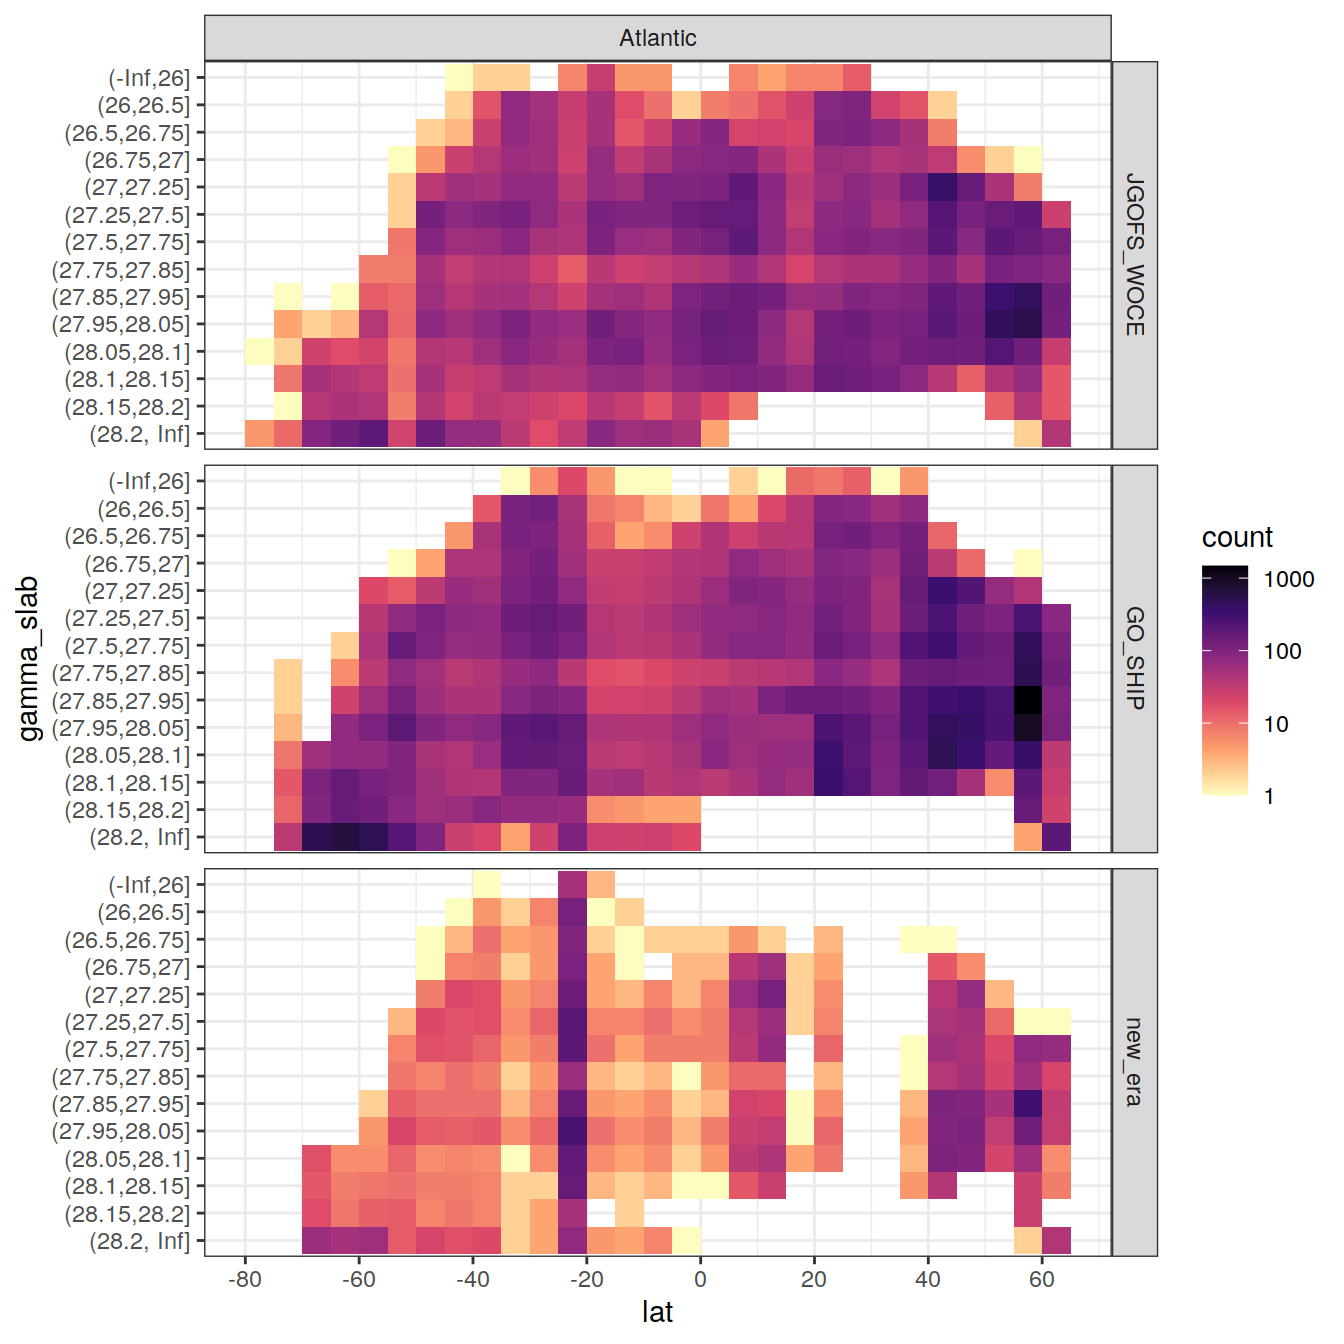 Atlantic
(-Inf,26]
(26,26.5]
(26.5,26.75]
(26.75,27]
(27,27.25]
(27.25,27.5]
(27.5,27.75]
(27.75,27.85]
(27.85,27.95]
(27.95,28.05]
(28.05,28.1]
(28.1,28.15]
(28.15,28.2]
(28.2, Inf]
JGOFS_WOCE
(-Inf,26]
(26,26.5]
(26.5,26.75]
(26.75,27]
(27,27.25]
(27.25,27.5]
(27.5,27.75]
(27.75,27.85]
(27.85,27.95]
(27.95,28.05]
(28.05,28.1]
(28.1,28.15]
(28.15,28.2]
(28.2, Inf]
GO_SHIP
(-Inf,26]
(26,26.5]
(26.5,26.75]
(26.75,27]
(27,27.25]
(27.25,27.5]
(27.5,27.75]
(27.75,27.85]
(27.85,27.95]
(27.95,28.05]
(28.05,28.1]
(28.1,28.15]
(28.15,28.2]
(28.2, Inf]
new_era
gamma_slab
-80 -60 -40 -20 0 20 40 60
lat
count
1000
100
10
1